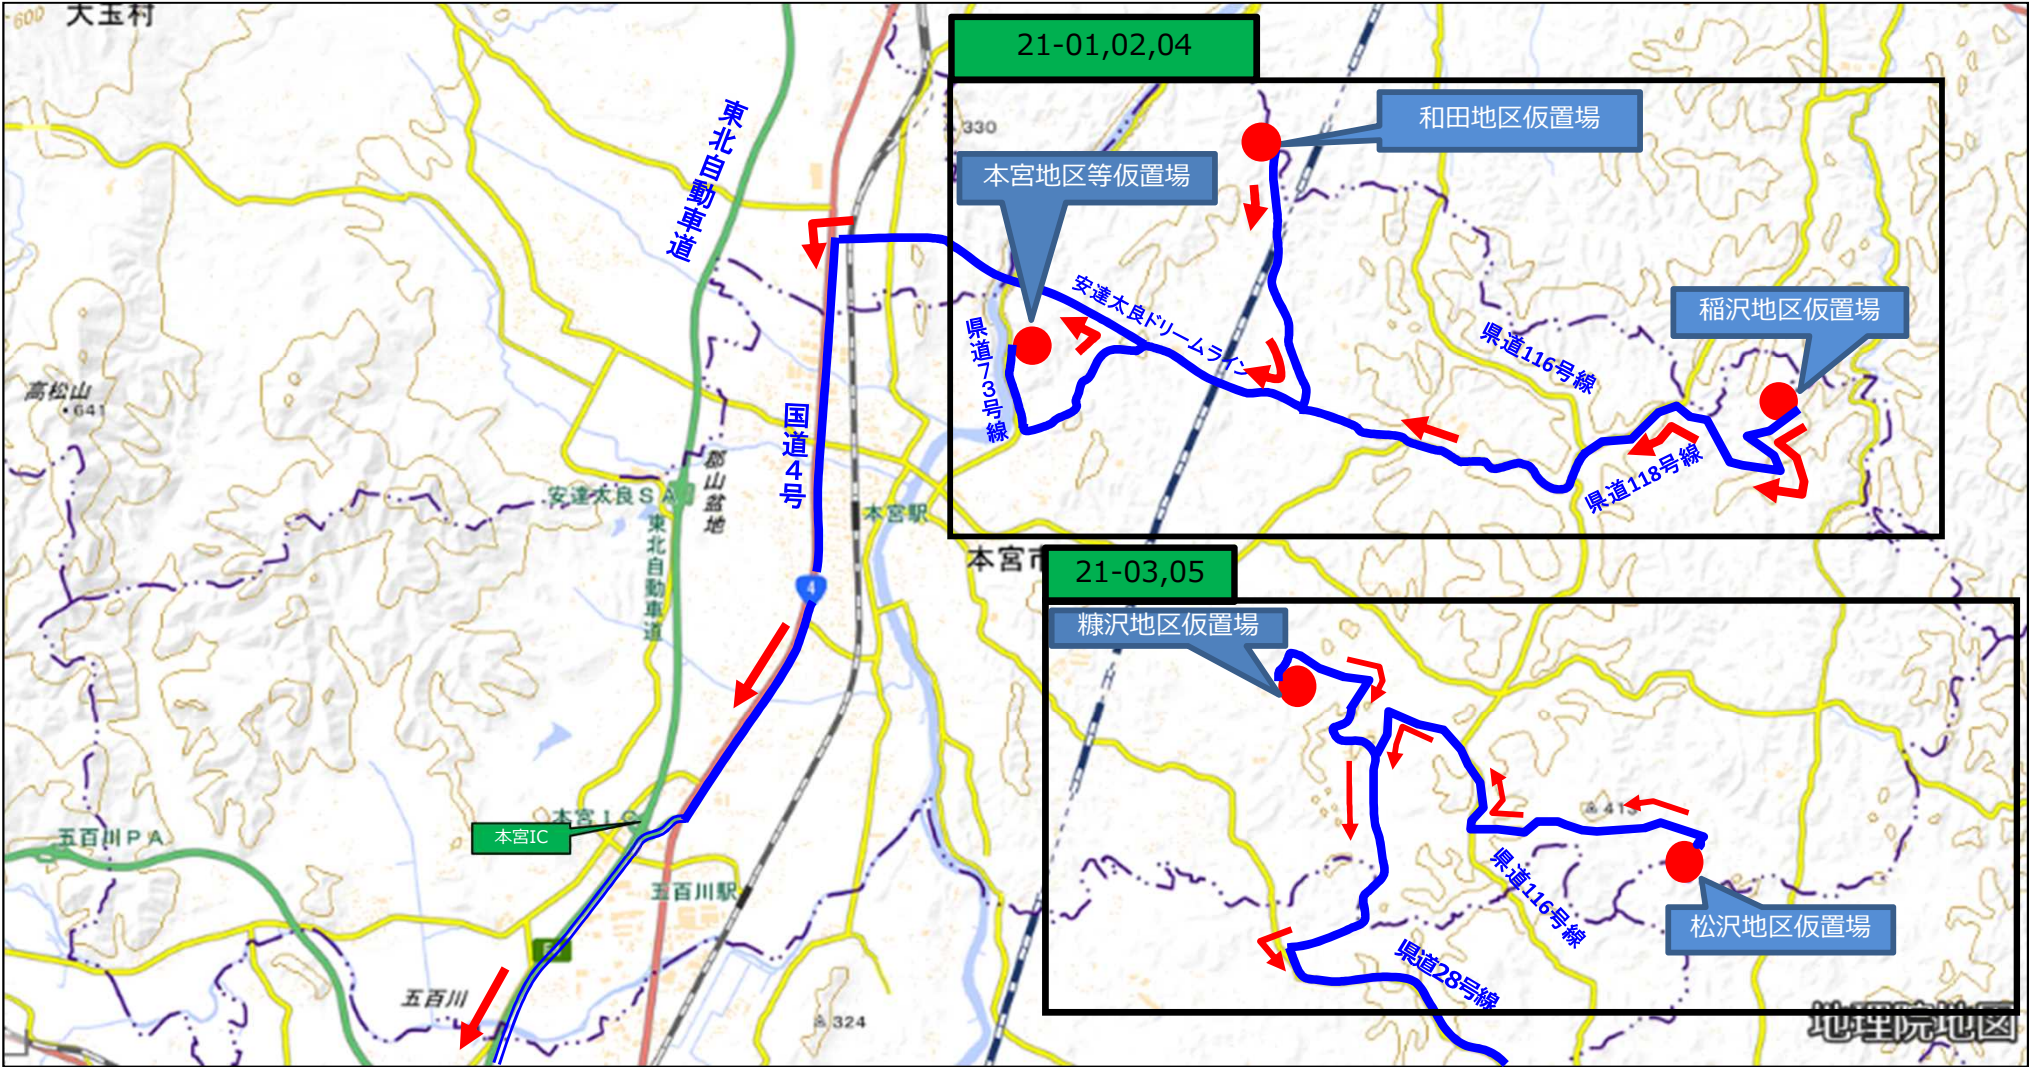 600
大玉村
21-01,02,04
330
和田地区仮置場
本宮地区等仮置場
東北自動車道
安達太良ドリームライン
県道73号線
県道116号線
稲沢地区仮置場
高松山
・641
国道4号
郡山盆地
安達太良SA
東北自動車道
本宮駅
県道118号線
本宮市
4
21-03,05
糠沢地区仮置場
本宮IC
本宮IC
五百川PA
五百川駅
413
県道116号線
松沢地区仮置場
県道28号線
五百川
324
地理院地図